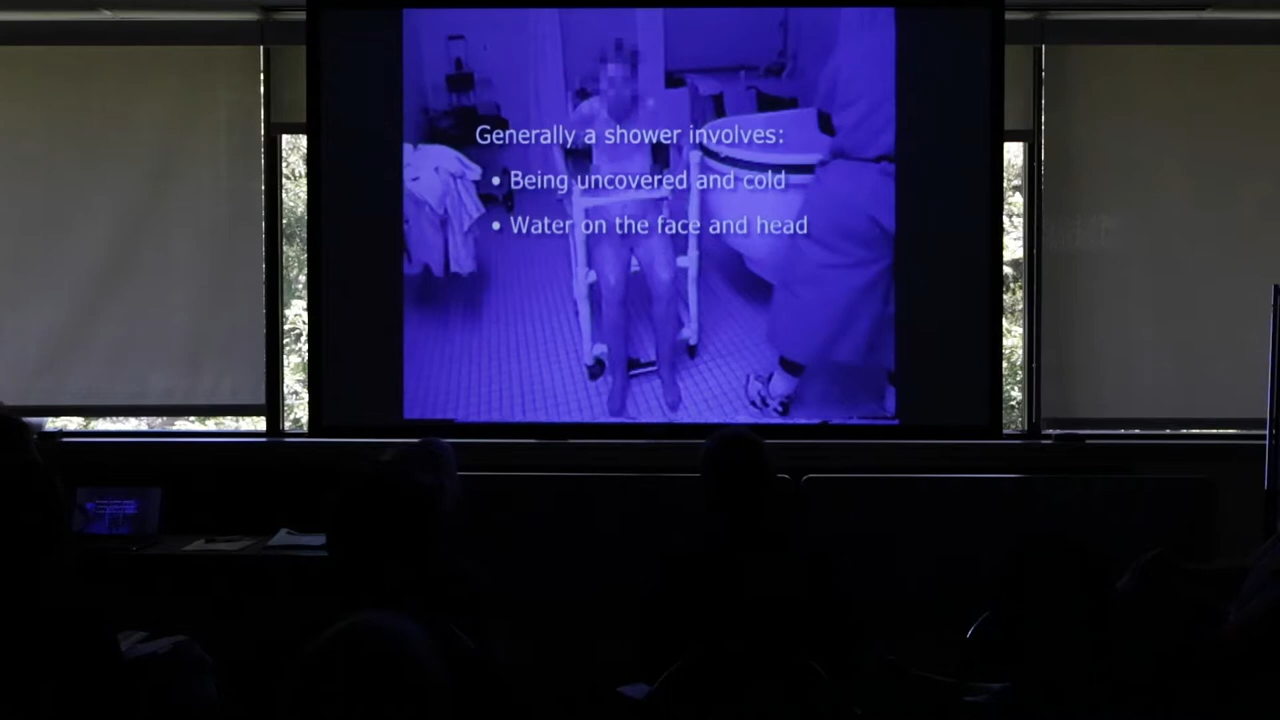 Generally a shower involves:
• Being uncovered and cold
• Water on the face and head